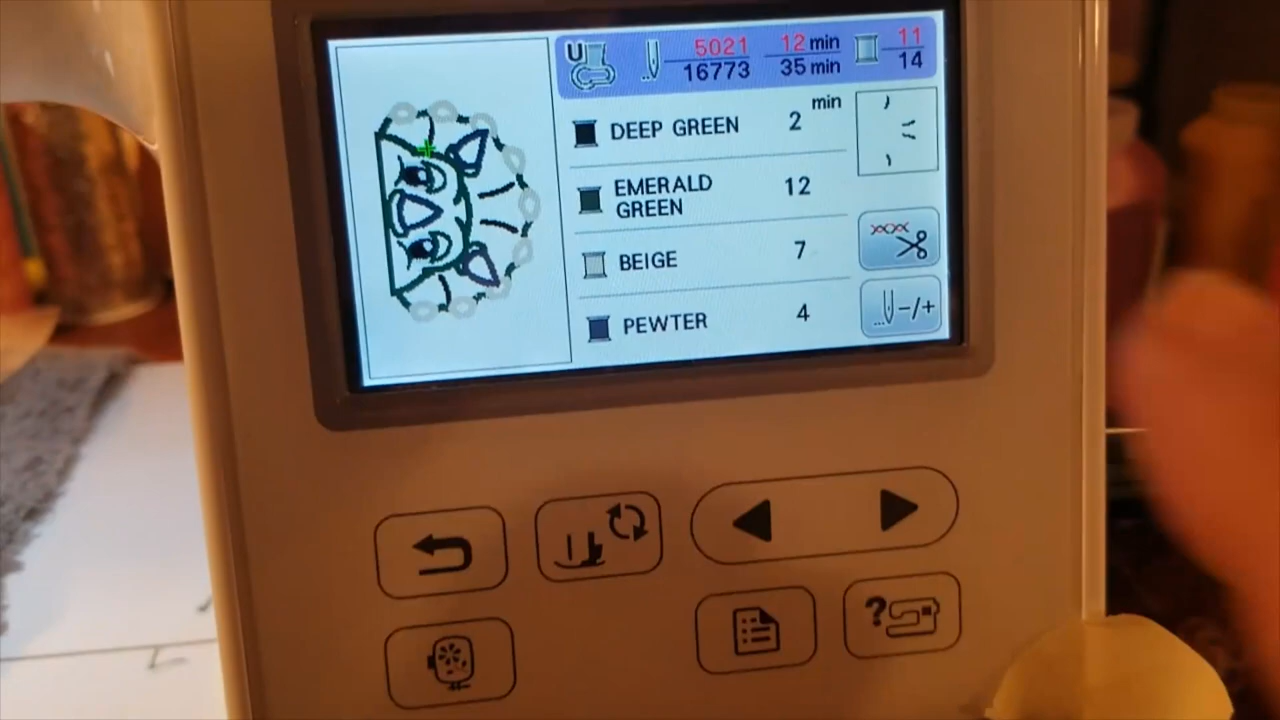 U 5021 12 min 11
16773 35 min 14
min
DEEP GREEN 2
EMERALD
GREEN 12
BEIGE 7
PEWTER 4
-/+
?